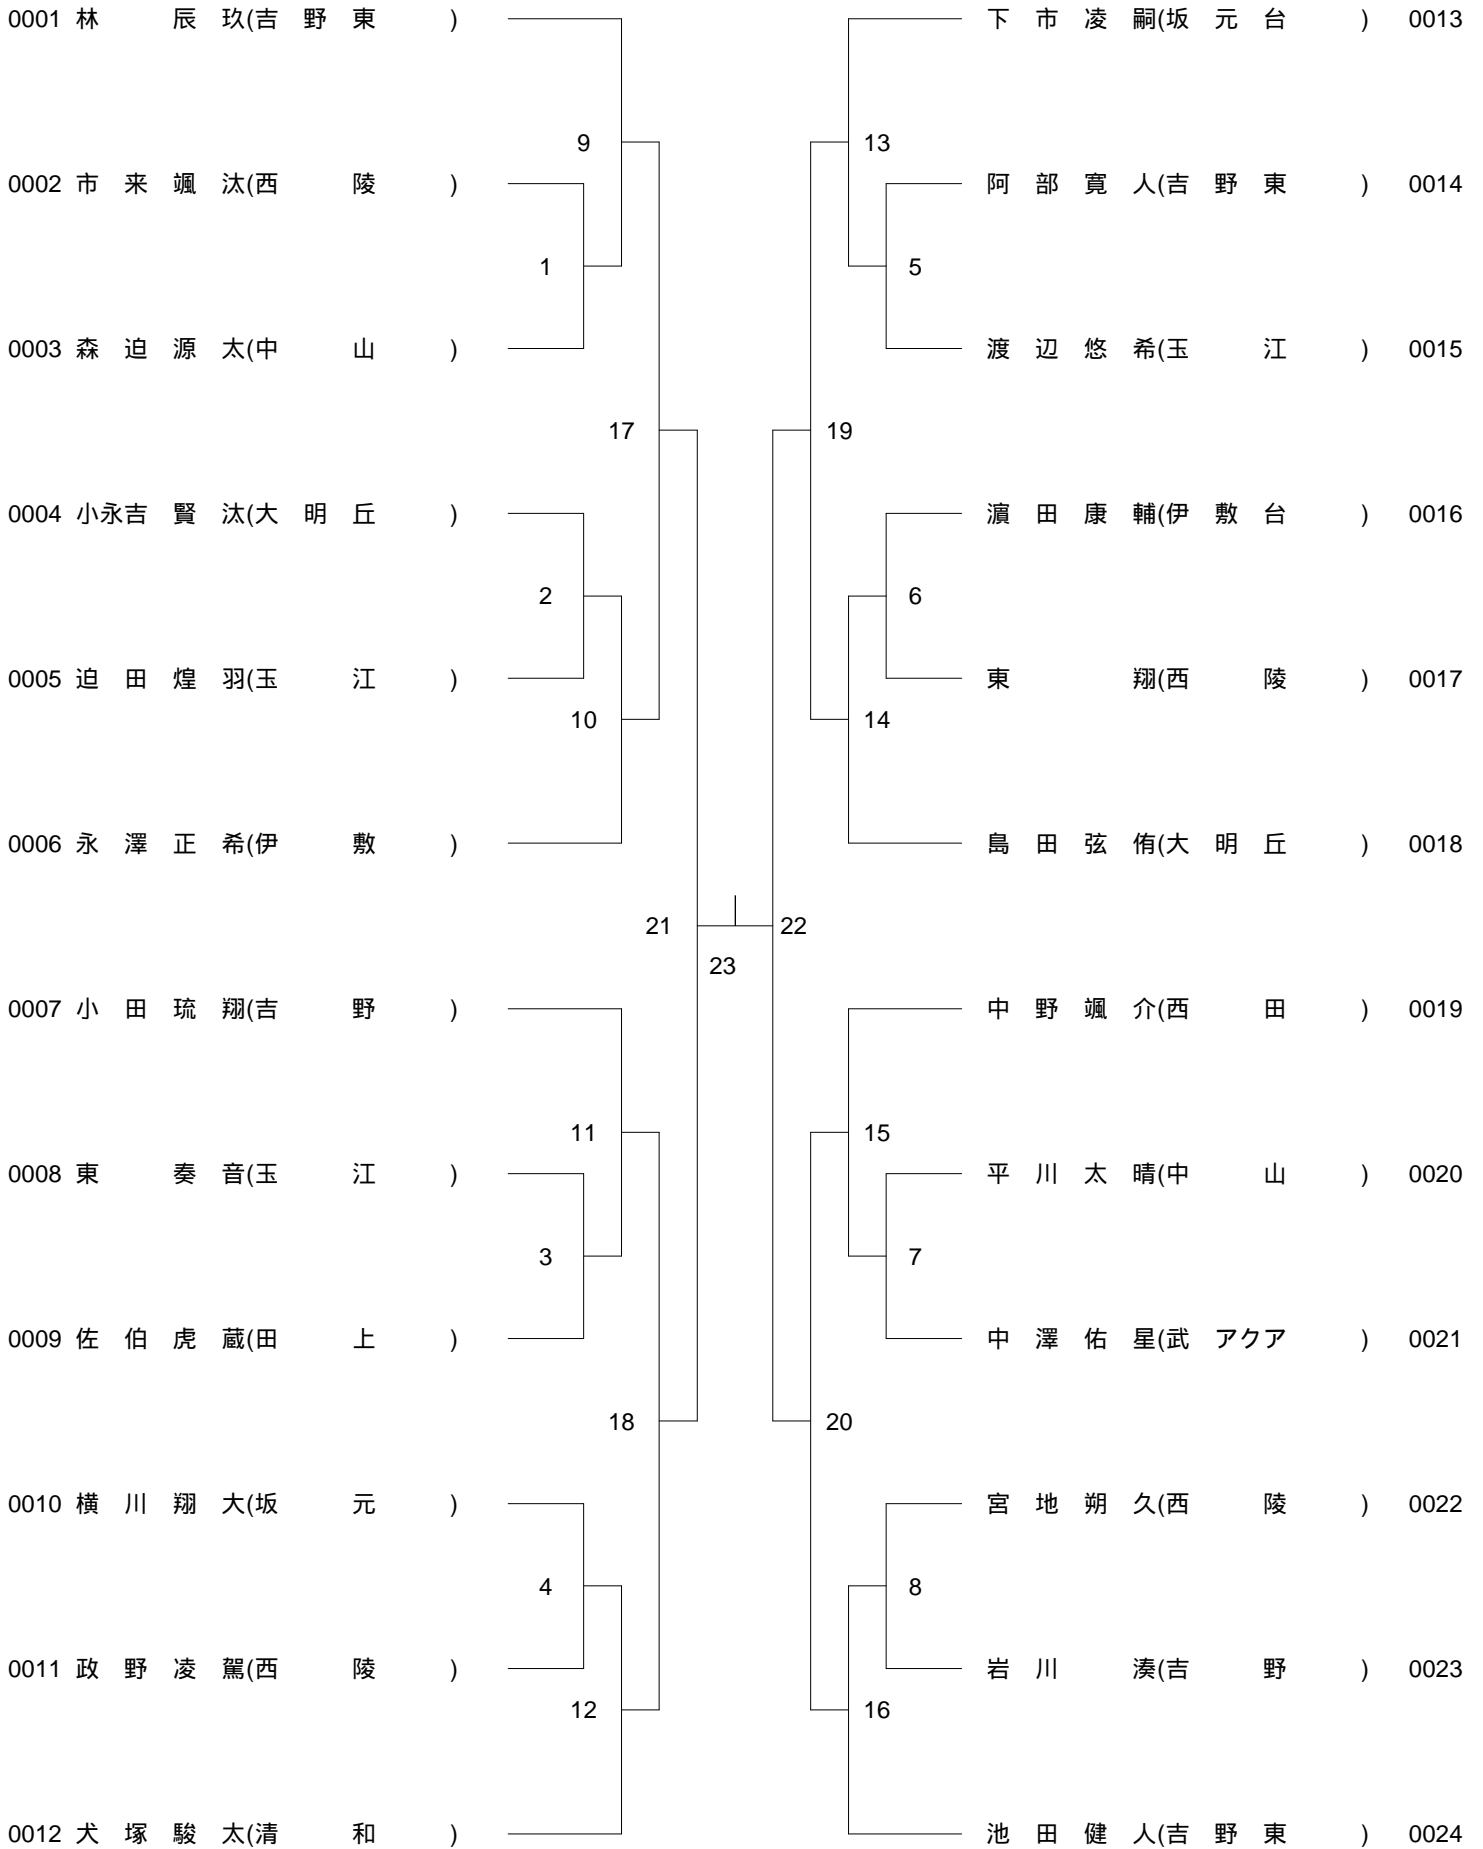 0001 林　　辰 玖(吉 野 東　)
0002 市 来 颯 汰(西　陵　)
0003 森 迫 源 太(中　山　)
0004 小永吉 賢 汰(大 明 丘　)
0005 迫 田 煌 羽(玉　江　)
0006 永 澤 正 希(伊　敷　)
0007 小 田 琉 翔(吉　野　)
0008 東　　奏 音(玉　江　)
0009 佐 伯 虎 蔵(田　上　)
0010 横 川 翔 大(坂　元　)
0011 政 野 凌 駕(西　陵　)
0012 犬 塚 駿 太(清　和　)
9
1
17
2
10
21
23
11
3
18
4
12
22
13
5
19
6
14
15
7
20
8
16
下 市 凌 嗣(坂 元 台　) 0013
阿 部 寛 人(吉 野 東　) 0014
渡 辺 悠 希(玉　江　) 0015
濵 田 康 輔(伊 敷 台　) 0016
東　　　翔(西　陵　) 0017
島 田 弦 侑(大 明 丘　) 0018
中 野 颯 介(西　田　) 0019
平 川 太 晴(中　山　) 0020
中 澤 佑 星(武 アクア　) 0021
宮 地 朔 久(西　陵　) 0022
岩 川　　湊(吉　野　) 0023
池 田 健 人(吉 野 東　) 0024